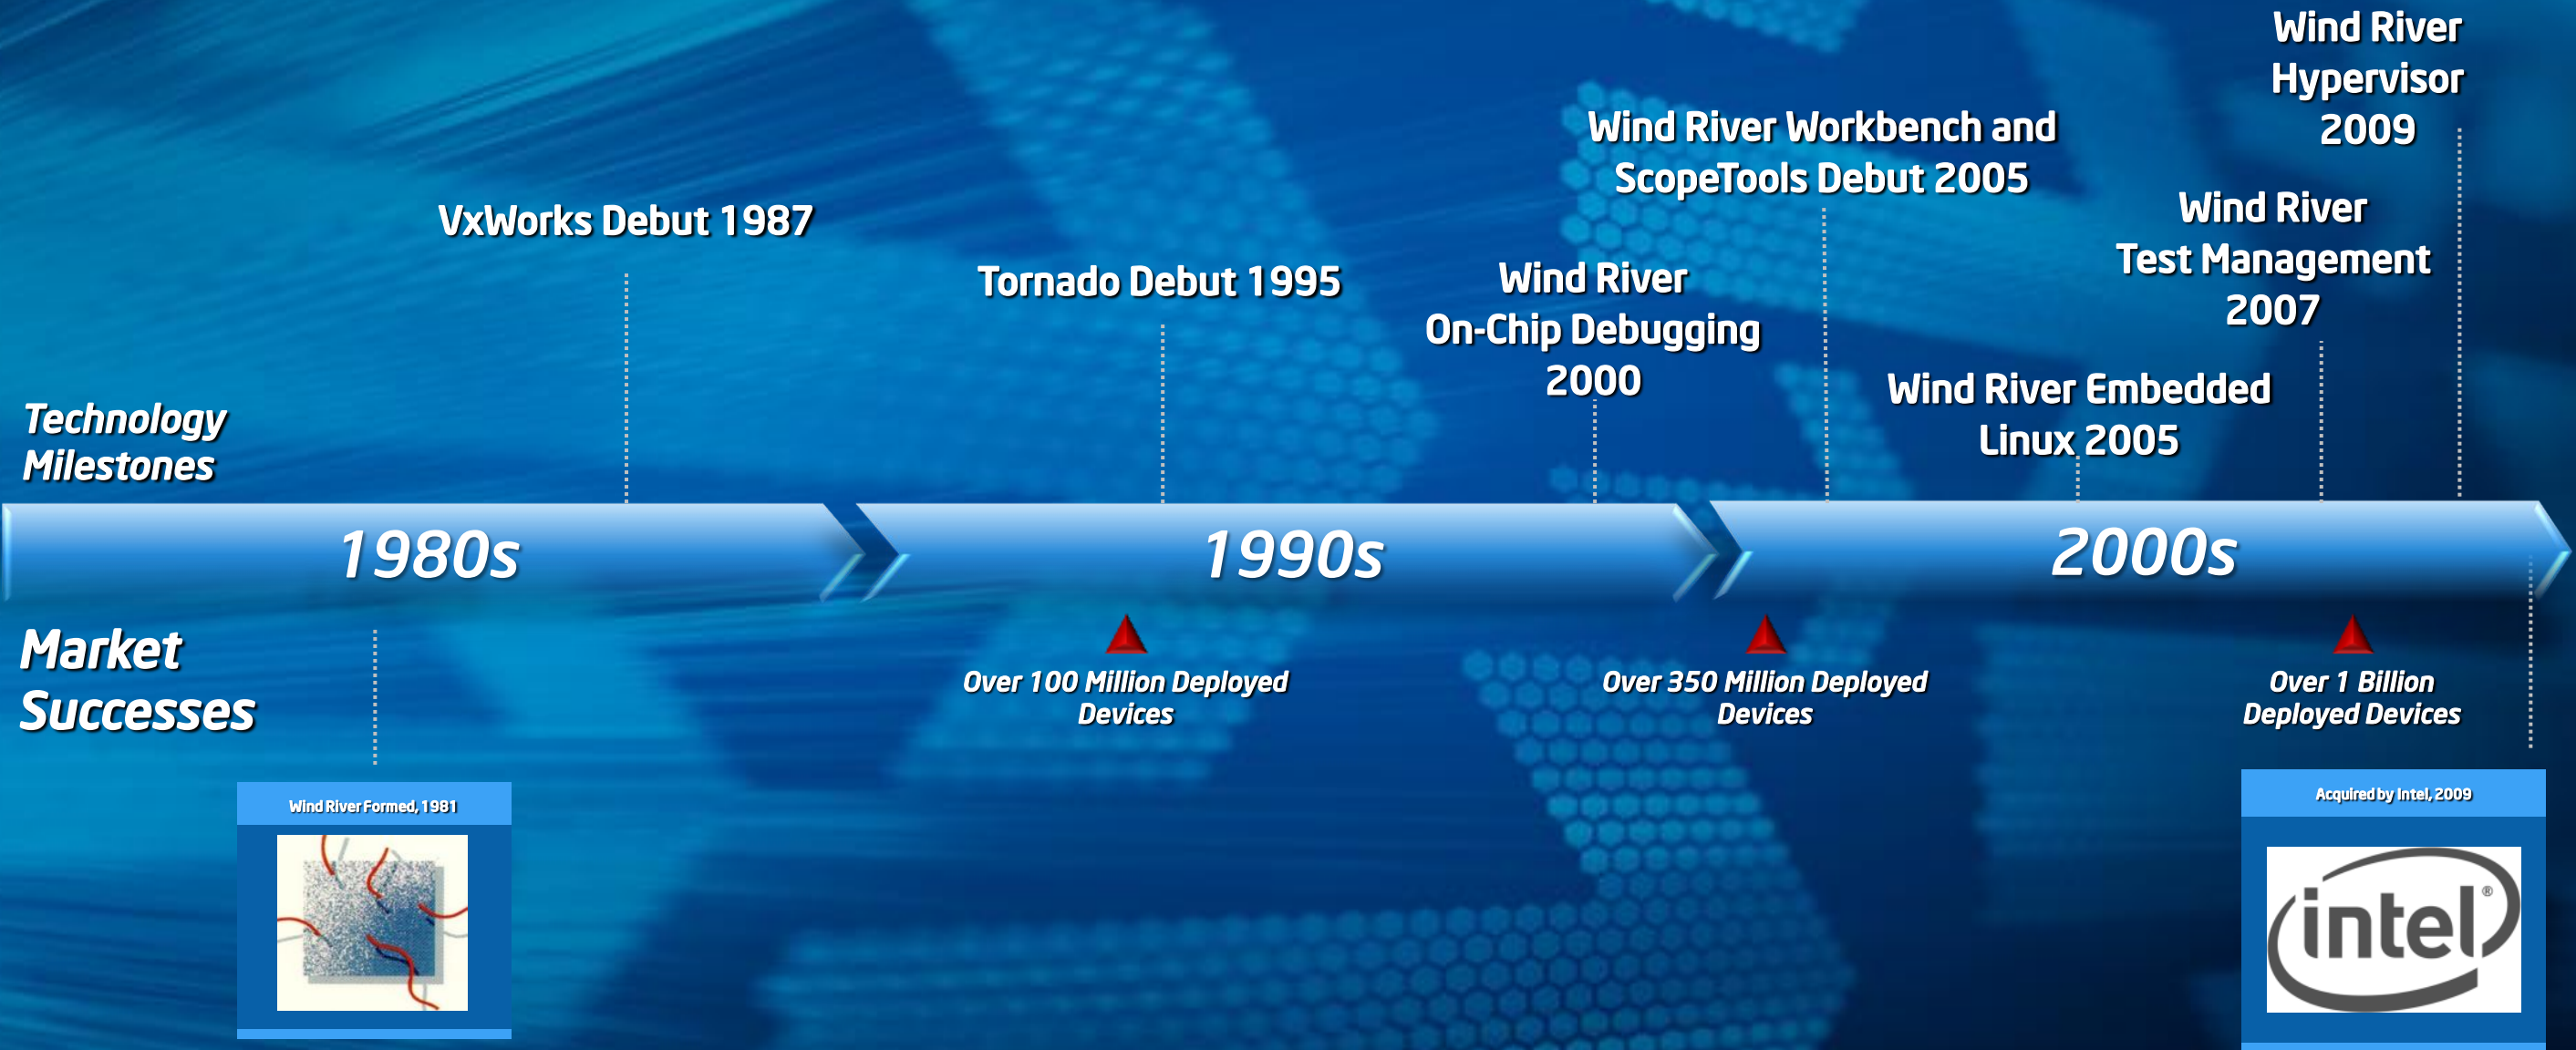 Wind River
Hypervisor
2009
Wind River Workbench and
ScopeTools Debut 2005
VxWorks Debut 1987
Wind River
Test Management
2007
Tornado Debut 1995
Wind River
On-Chip Debugging
2000
Wind River Embedded
Linux 2005
Technology
Milestones
1980s
1990s
2000s
Market
Successes
Over 100 Million Deployed
Devices
Over 350 Million Deployed
Devices
Over 1 Billion
Deployed Devices
Wind River Formed, 1981
Acquired by Intel, 2009
intel®